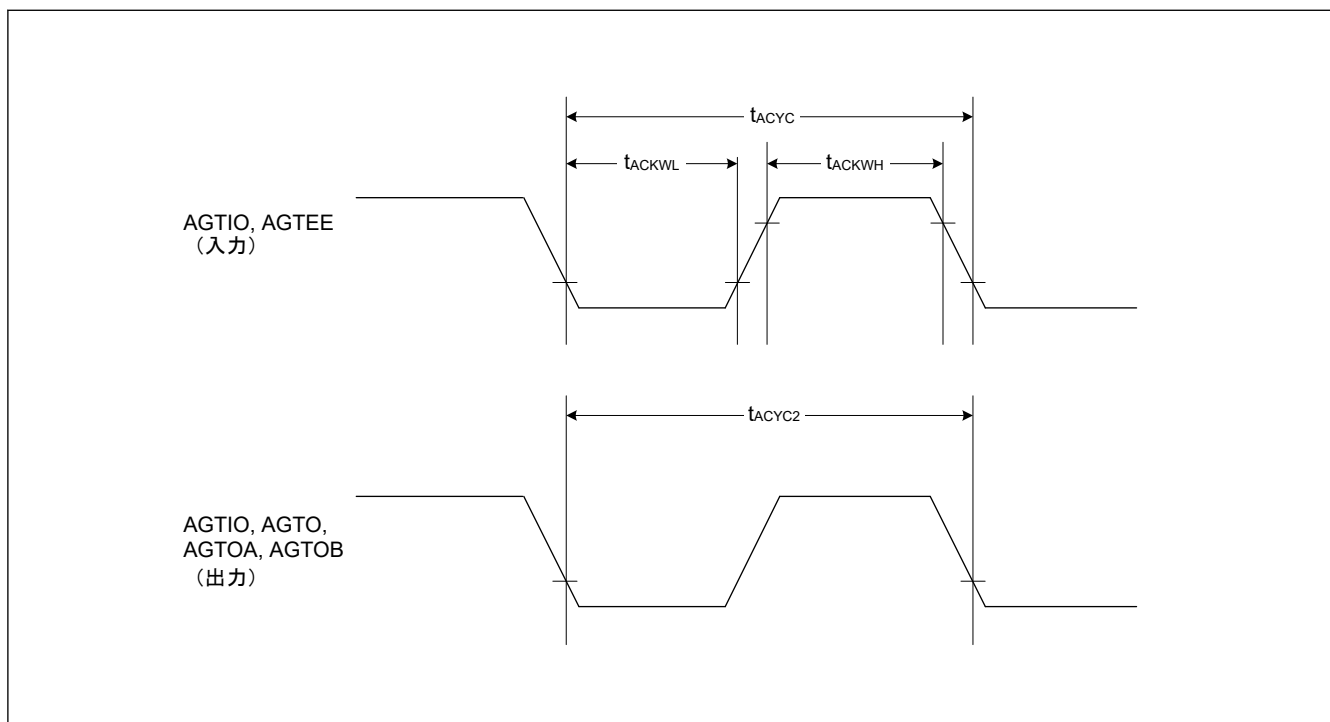 tACYC
tACKWL
tACKWH
AGTIO, AGTEE
（入力）
tACYC2
AGTIO, AGTO,
AGTOA, AGTOB
（出力）